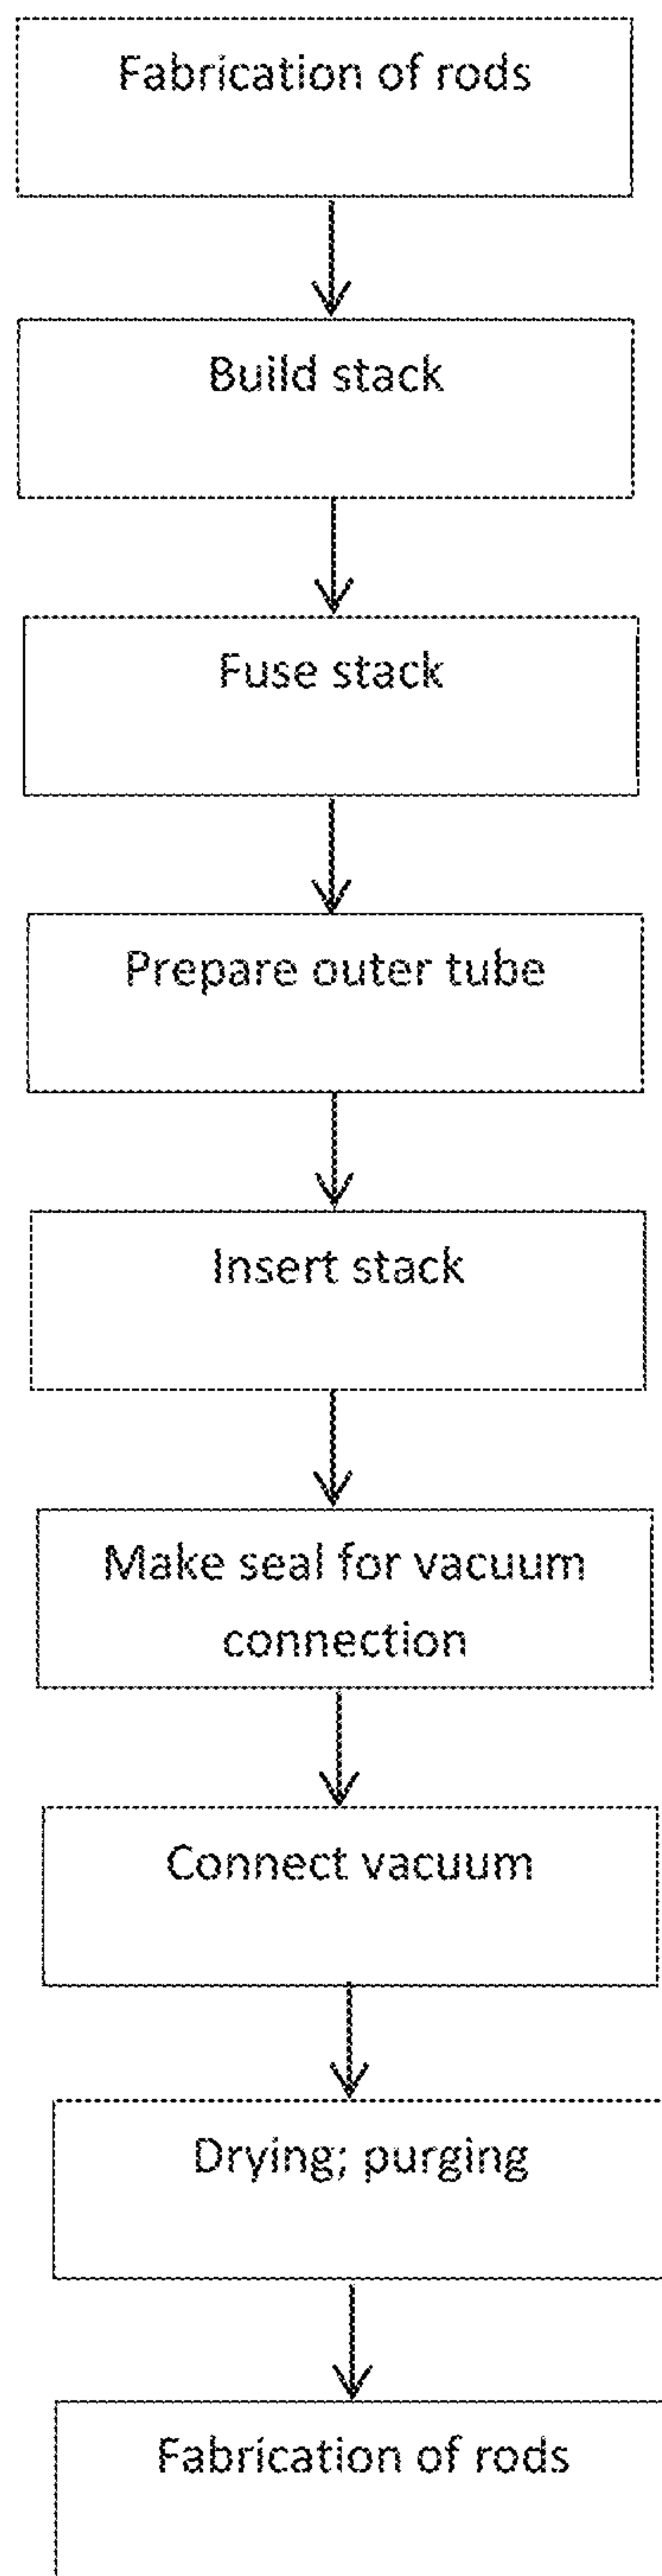 Fabrication of rods
Build stack
Fuse stack
Prepare outer tube
Insert stack
Make seal for vacuum
connection
Connect vacuum
Drying; purging
Fabrication of rods